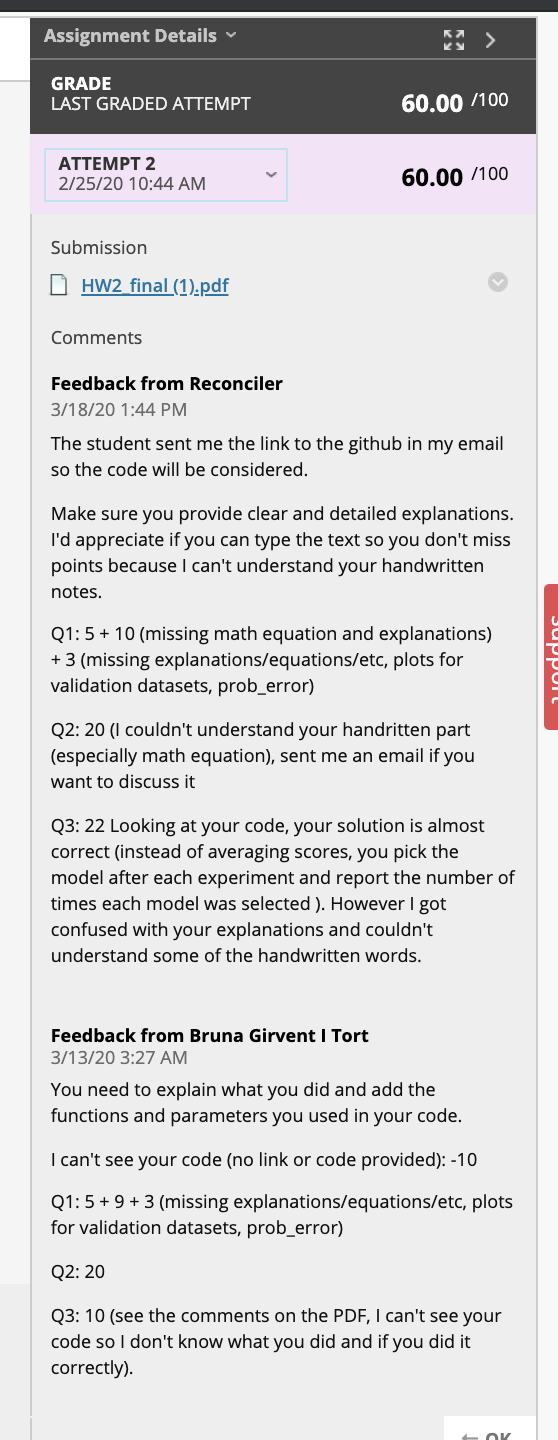 Assignment Details
GRADE
LAST GRADED ATTEMPT
60.00 /100
ATTEMPT 2
2/25/20 10:44 AM
60.00 /100
Submission
HW2_final (1).pdf
Comments
Feedback from Reconciler
3/18/20 1:44 PM
The student sent me the link to the github in my email
so the code will be considered.
Make sure you provide clear and detailed explanations.
I'd appreciate if you can type the text so you don't miss
points because I can't understand your handwritten
notes.
Q1: 5 + 10 (missing math equation and explanations)
+ 3 (missing explanations/equations/etc, plots for
validation datasets, prob_error)
Q2: 20 (I couldn't understand your handritten part
(especially math equation), sent me an email if you
want to discuss it
Q3: 22 Looking at your code, your solution is almost
correct (instead of averaging scores, you pick the
model after each experiment and report the number of
times each model was selected ). However I got
confused with your explanations and couldn't
understand some of the handwritten words.
Feedback from Bruna Girvent I Tort
3/13/20 3:27 AM
You need to explain what you did and add the
functions and parameters you used in your code.
I can't see your code (no link or code provided): -10
Q1: 5 + 9 + 3 (missing explanations/equations/etc, plots
for validation datasets, prob_error)
Q2: 20
Q3: 10 (see the comments on the PDF, I can't see your
code so I don't know what you did and if you did it
correctly).
OK
Support